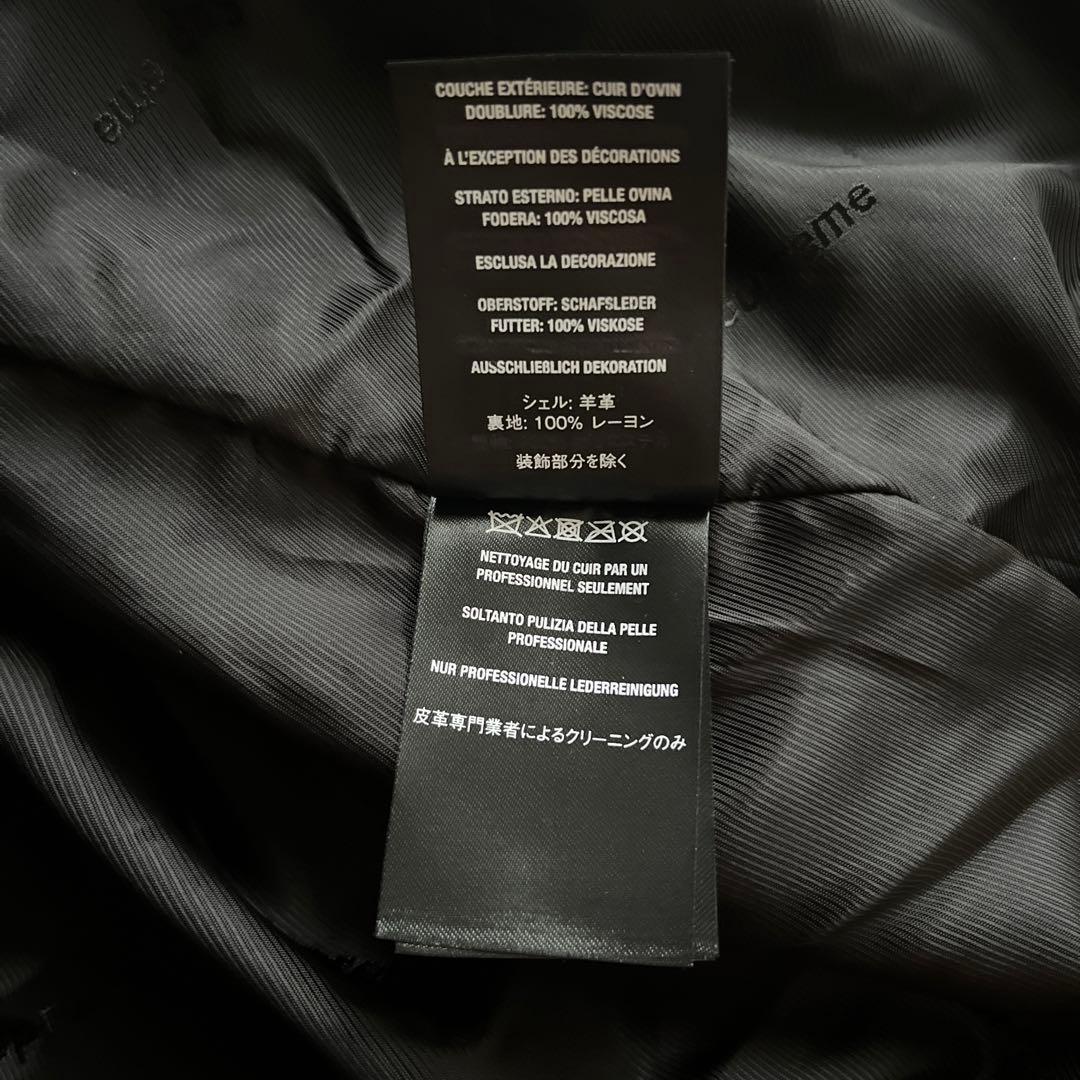 COUCHE EXTÉRIEURE: CUIR D'OVIN
DOUBLURE: 100% VISCOSE
À L'EXCEPTION DES DÉCORATIONS
STRATO ESTERNO: PELLE OVINA
FODERA: 100% VISCOSA
ESCLUSA LA DECORAZIONE
OBERSTOFF: SCHAFSLEDER
FUTTER: 100% VISKOSE
AUSSCHLIEBLICH DEKORATION
シェル: 羊革
裏地: 100% レーヨン
装飾部分を除く
NETTOYAGE DU CUIR PAR UN
PROFESSIONNEL SEULEMENT
SOLTANTO PULIZIA DELLA PELLE
PROFESSIONALE
NUR PROFESSIONELLE LEDERREINIGUNG
皮革専門業者によるクリーニングのみ